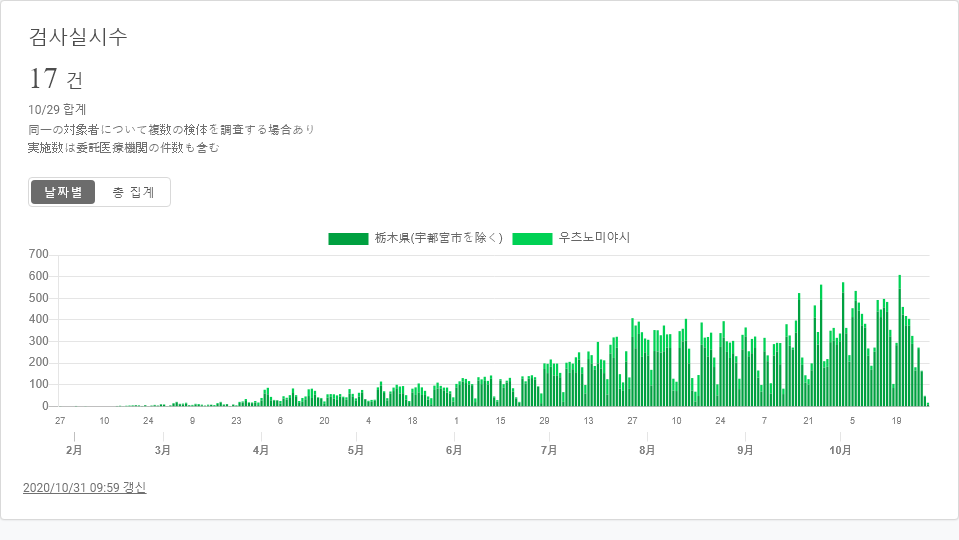 검사실시수
17 건
10/29 합계
同一の対象者について複数の検体を調査する場合あり
実施数は委託医療機関の件数も含む
날짜별 총 집계
栃木県(宇都宮市を除く) 우츠노미야시
700
600
500
400
300
200
100
0
27 10 24 9 23 6 20 4 18 1 15 29 13 27 10 24 7 21 5 19
2月 3月 4月 5月 6月 7月 8月 9月 10月
2020/10/31 09:59 갱신